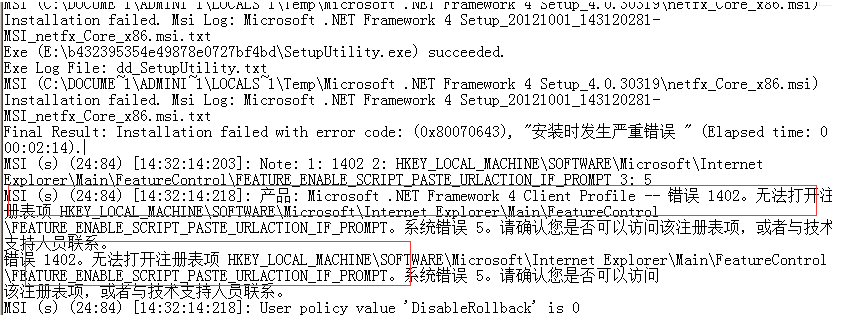 MSI (C:\DOCUME~1\ADMINI~1\LOCALS~1\Temp\Microsoft .NET Framework 4 Setup_4.0.30319\netfx_Core_x86.msi)
Installation failed. Msi Log: Microsoft .NET Framework 4 Setup_20121001_143120281-
MSI_netfx_Core_x86.msi.txt
Exe (E:\b432395354e49878e0727bf4bd\SetupUtility.exe) succeeded.
Exe Log File: dd_SetupUtility.txt
MSI (C:\DOCUME~1\ADMINI~1\LOCALS~1\Temp\Microsoft .NET Framework 4 Setup_4.0.30319\netfx_Core_x86.msi)
Installation failed. Msi Log: Microsoft .NET Framework 4 Setup_20121001_143120281-
MSI_netfx_Core_x86.msi.txt
Final Result: Installation failed with error code: (0x80070643), "安装时发生严重错误 " (Elapsed time: 0
00:02:14).
MSI (s) (24:84) [14:32:14:203]: Note: 1: 1402 2: HKEY_LOCAL_MACHINE\SOFTWARE\Microsoft\Internet
Explorer\Main\FeatureControl\FEATURE_ENABLE_SCRIPT_PASTE_URLACTION_IF_PROMPT 3: 5
MSI (s) (24:84) [14:32:14:218]: 产品: Microsoft .NET Framework 4 Client Profile -- 错误 1402。无法打开注
册表项 HKEY_LOCAL_MACHINE\SOFTWARE\Microsoft\Internet Explorer\Main\FeatureControl
\FEATURE_ENABLE_SCRIPT_PASTE_URLACTION_IF_PROMPT。系统错误 5。请确认您是否可以访问该注册表项，或者与技术
支持人员联系。
错误 1402。无法打开注册表项 HKEY_LOCAL_MACHINE\SOFTWARE\Microsoft\Internet Explorer\Main\FeatureControl
\FEATURE_ENABLE_SCRIPT_PASTE_URLACTION_IF_PROMPT。系统错误 5。请确认您是否可以访问
该注册表项，或者与技术支持人员联系。
MSI (s) (24:84) [14:32:14:218]: User policy value 'DisableRollback' is 0